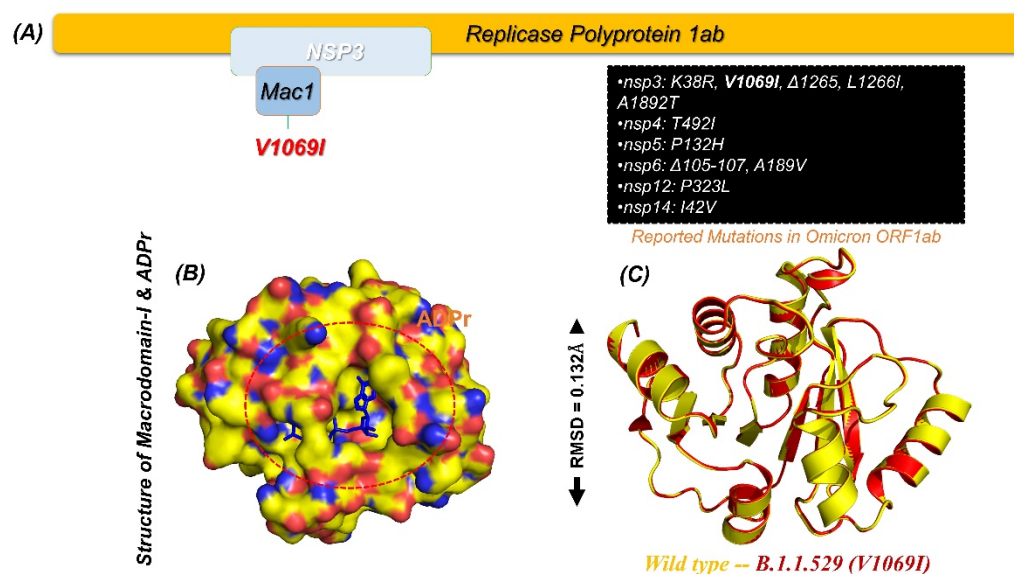 (A)
Replicase Polyprotein 1ab
NSP3
Mac1
V1069I
•nsp3: K38R, V1069I, Δ1265, L1266I,
A1892T
•nsp4: T492I
•nsp5: P132H
•nsp6: Δ105-107, A189V
•nsp12: P323L
•nsp14: I42V
Reported Mutations in Omicron ORF1ab
Structure of Macrodomain-I & ADPr
(B)
ADPr
(C)
RMSD = 0.132Å
Wild type -- B.1.1.529 (V1069I)